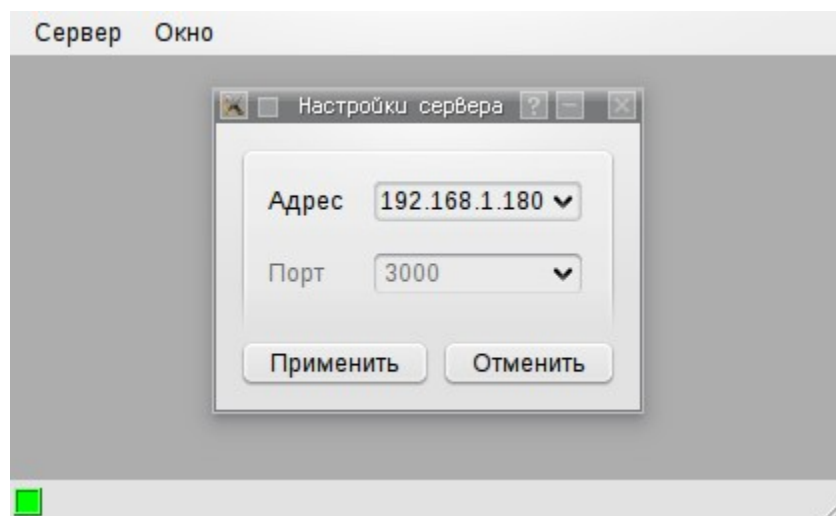 Сервер Окно
Настройки сервера
Адрес 192.168.1.180
Порт 3000
Применить Отменить